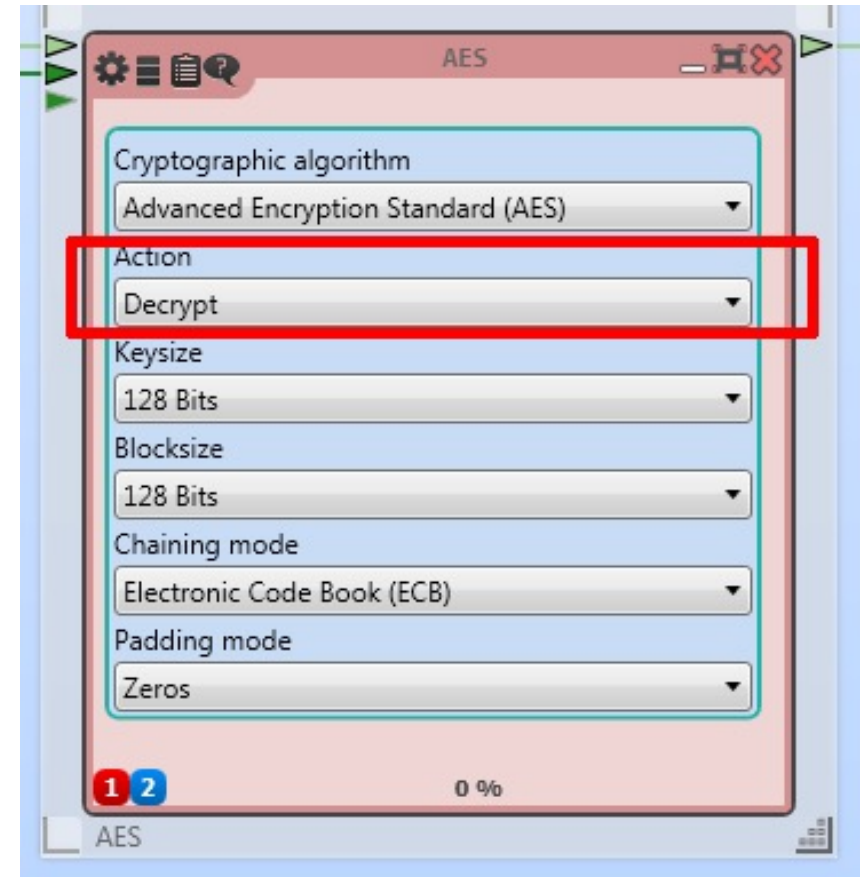 AES
Cryptographic algorithm
Advanced Encryption Standard (AES)
Action
Decrypt
Keysize
128 Bits
Blocksize
128 Bits
Chaining mode
Electronic Code Book (ECB)
Padding mode
Zeros
1 2 0 %
AES